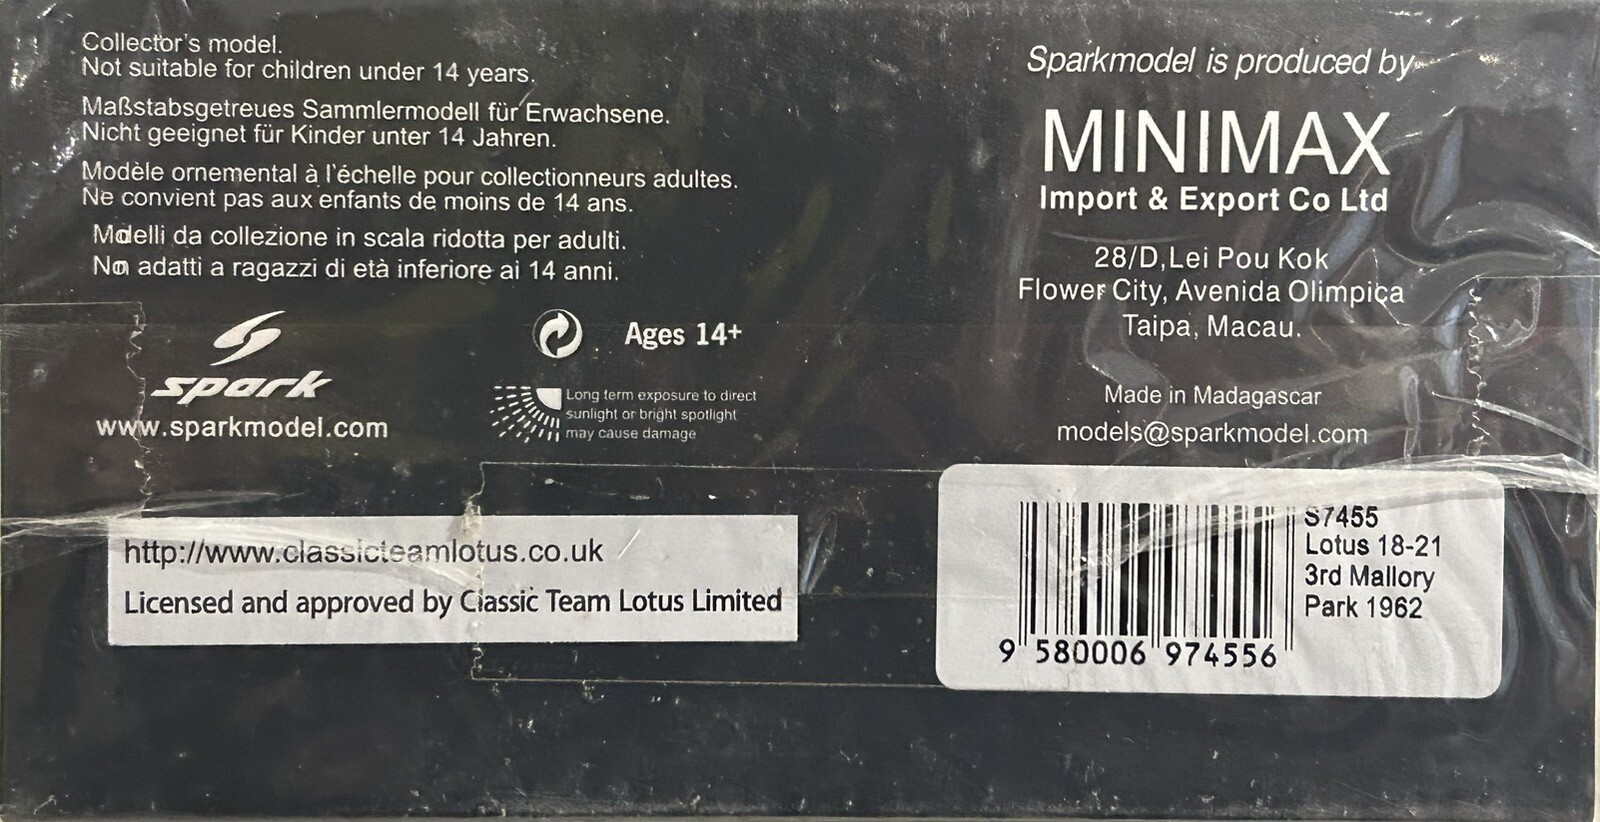 Collector's model.
Not suitable for children under 14 years.
Maßstabsgetreues Sammlermodell für Erwachsene.
Nicht geeignet für Kinder unter 14 Jahren.
Modèle ornemental à l'échelle pour collectionneurs adultes.
Ne convient pas aux enfants de moins de 14 ans.
Modelli da collezione in scala ridotta per adulti.
Non adatti a ragazzi di età inferiore ai 14 anni.
spark
www.sparkmodel.com
Ages 14+
Long term exposure to direct
sunlight or bright spotlight
may cause damage
http://www.classicteamlotus.co.uk
Licensed and approved by Classic Team Lotus Limited
Sparkmodel is produced by
MINIMAX
Import & Export Co Ltd
28/D,Lei Pou Kok
Flower City, Avenida Olimpica
Taipa, Macau.
Made in Madagascar
models@sparkmodel.com
S7455
Lotus 18-21
3rd Mallory
Park 1962
9 580006 974556